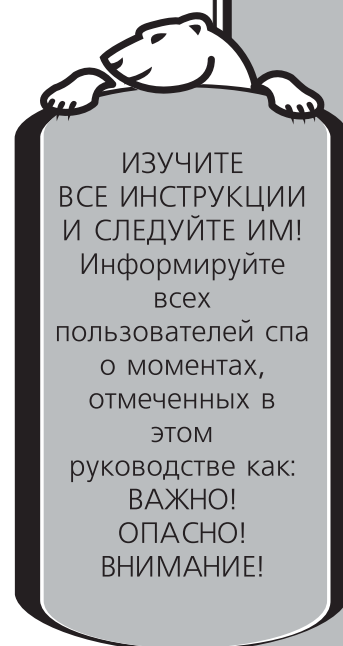 ИЗУЧИТЕ
ВСЕ ИНСТРУКЦИИ
И СЛЕДУЙТЕ ИМ!
Информируйте
всех
пользователей спа
о моментах,
отмеченных в
этом
руководстве как:
ВАЖНО!
ОПАСНО!
ВНИМАНИЕ!